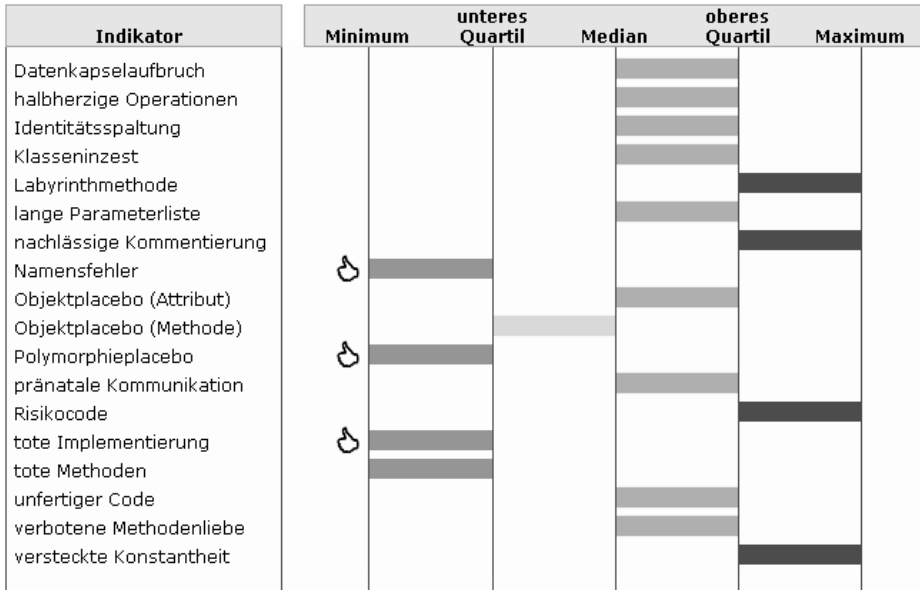 Indikator
Minimum
unteres
Quartil
Median
oberes
Quartil
Maximum
Datenkapselaufbruch
halbherzige Operationen
Identitätsspaltung
Klasseninzest
Labyrinthmethode
lange Parameterliste
nachlässige Kommentierung
Namensfehler
Objektplacebo (Attribut)
Objektplacebo (Methode)
Polymorphieplacebo
pränatale Kommunikation
Risikocode
tote Implementierung
tote Methoden
unfertiger Code
verbotene Methodenliebe
versteckte Konstantheit